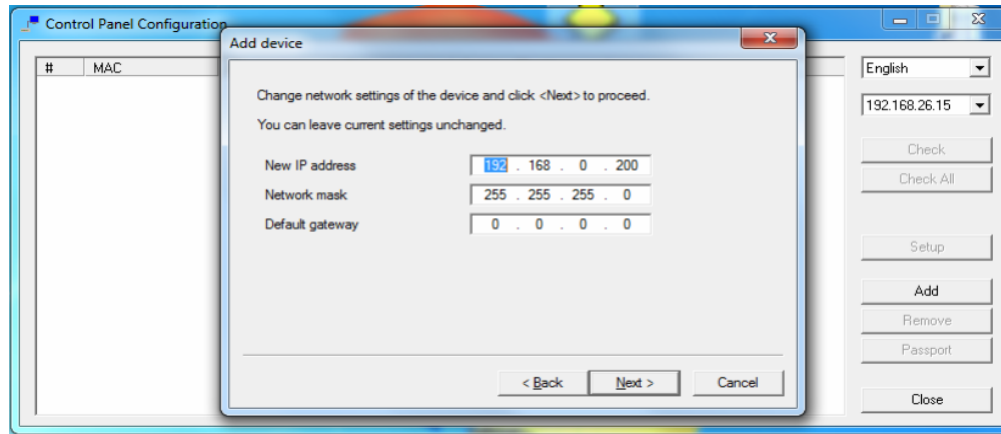 Control Panel Configuration
Add device
# MAC
English
Change network settings of the device and click <Next> to proceed.
192.168.26.15
You can leave current settings unchanged.
Check
New IP address 192 . 168 . 0 . 200
Check All
Network mask 255 . 255 . 255 . 0
Default gateway 0 . 0 . 0 . 0
Setup
Add
Remove
Passport
< Back Next > Cancel
Close